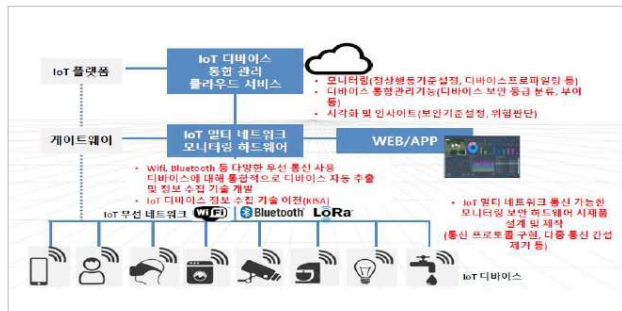 IoT 플랫폼
IoT 디바이스
통합 관리
클라우드 서비스
• 모니터링(정상행동기준설정, 디바이스프로파일링 등)
• 디바이스 통합관리기능(디바이스 보안 등급 분류, 부여
등)
• 시각화 및 인사이트(보안기준설정, 위험판단)
게이트웨이
IoT 멀티 네트워크
모니터링 하드웨어
WEB/APP
• Wifi, Bluetooth 등 다양한 무선 통신 사용
디바이스에 대해 통합적으로 디바이스 자동 추출
및 정보 수집 기술 개발
• IoT 디바이스 정보 수집 기술 이전(KISA)
• IoT 멀티 네트워크 통신 가능한
모니터링 보안 하드웨어 시제품
설계 및 제작
(통신 프로토콜 구현, 다중 통신 간섭
제거 등)
IoT 무선 네트워크 WiFi Bluetooth LoRa
IoT 디바이스